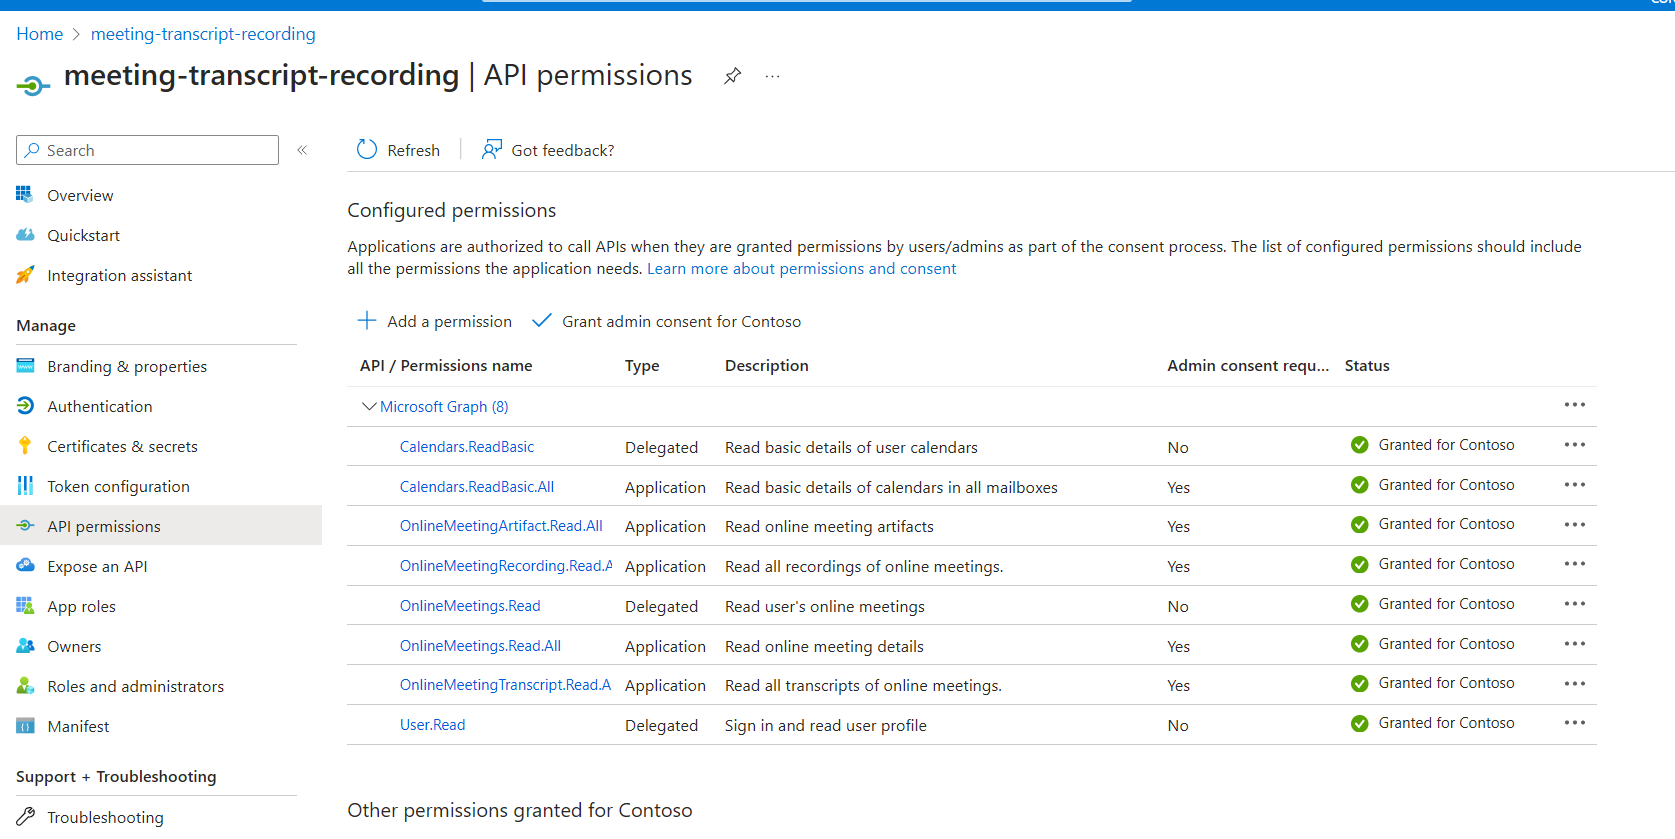 Home > meeting-transcript-recording
meeting-transcript-recording | API permissions
Search
Refresh
Got feedback?
Overview
Quickstart
Integration assistant
Manage
Branding & properties
Authentication
Certificates & secrets
Token configuration
API permissions
Expose an API
App roles
Owners
Roles and administrators
Manifest
Support + Troubleshooting
Troubleshooting
Configured permissions
Applications are authorized to call APIs when they are granted permissions by users/admins as part of the consent process. The list of configured permissions should include
all the permissions the application needs. Learn more about permissions and consent
Add a permission
Grant admin consent for Contoso
API / Permissions name Type Description Admin consent requ... Status
Microsoft Graph (8)
Calendars.ReadBasic Delegated Read basic details of user calendars No Granted for Contoso
Calendars.ReadBasic.All Application Read basic details of calendars in all mailboxes Yes Granted for Contoso
OnlineMeetingArtifact.Read.All Application Read online meeting artifacts Yes Granted for Contoso
OnlineMeetingRecording.Read.A Application Read all recordings of online meetings. Yes Granted for Contoso
OnlineMeetings.Read Delegated Read user's online meetings No Granted for Contoso
OnlineMeetings.Read.All Application Read online meeting details Yes Granted for Contoso
OnlineMeetingTranscript.Read.A Application Read all transcripts of online meetings. Yes Granted for Contoso
User.Read Delegated Sign in and read user profile No Granted for Contoso
Other permissions granted for Contoso